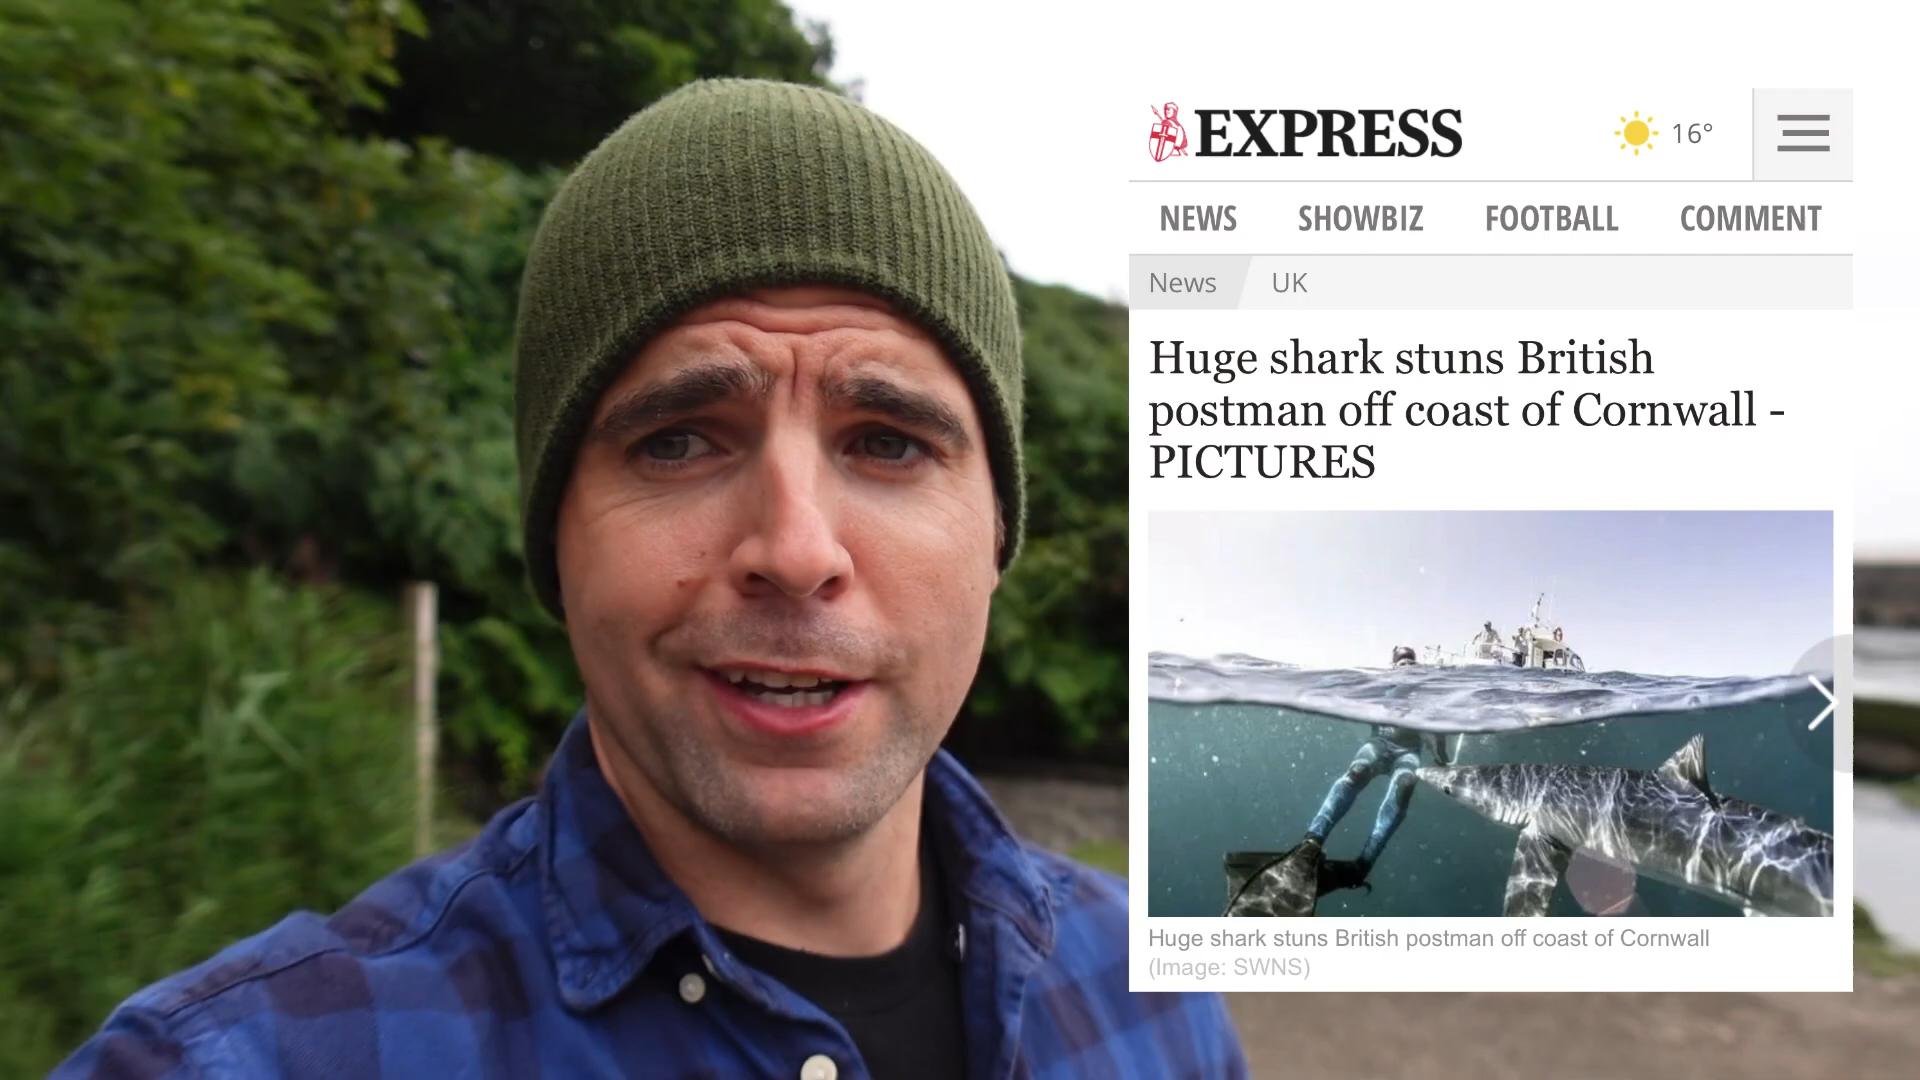 EXPRESS
16°
NEWS SHOWBIZ FOOTBALL COMMENT
News UK
Huge shark stuns British
postman off coast of Cornwall -
PICTURES
Huge shark stuns British postman off coast of Cornwall
(Image: SWNS)